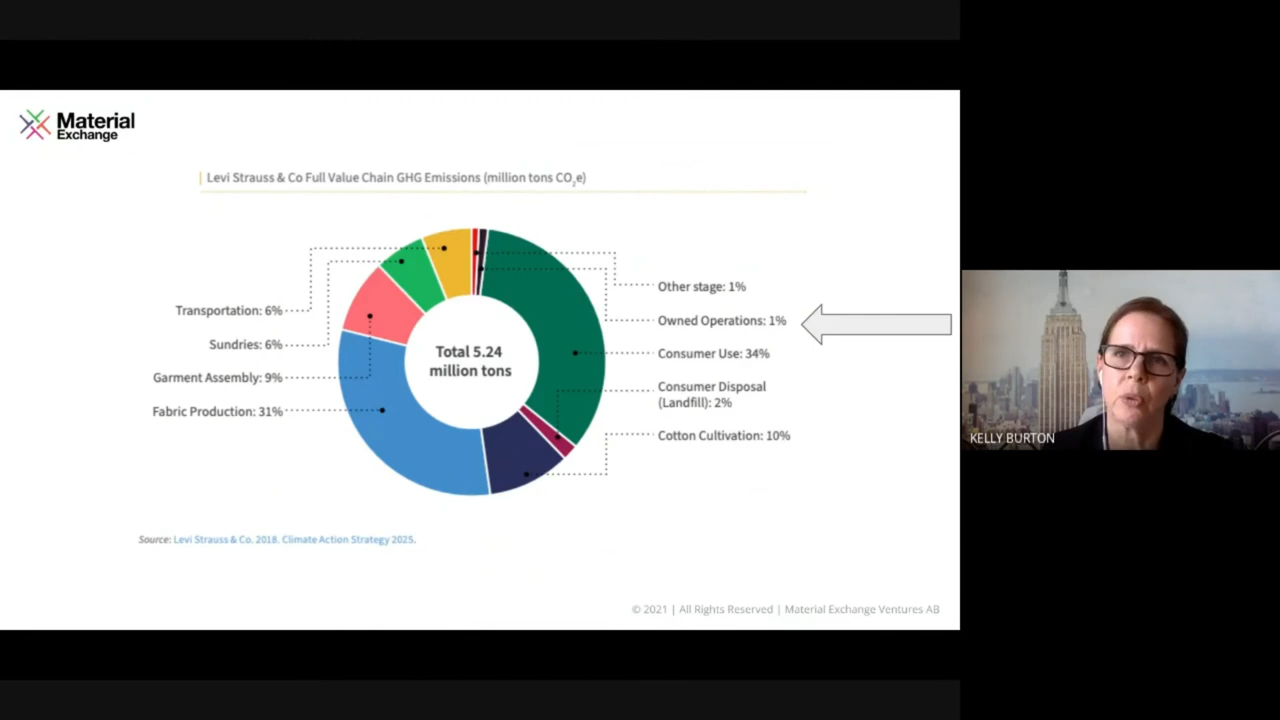 Material
Exchange
Levi Strauss & Co Full Value Chain GHG Emissions (million tons CO₂e)
Transportation: 6%
Sundries: 6%
Garment Assembly: 9%
Fabric Production: 31%
Total 5.24
million tons
Other stage: 1%
Owned Operations: 1%
Consumer Use: 34%
Consumer Disposal
(Landfill): 2%
Cotton Cultivation: 10%
Source: Levi Strauss & Co. 2018. Climate Action Strategy 2025.
© 2021 | All Rights Reserved | Material Exchange Ventures AB
KELLY BURTON